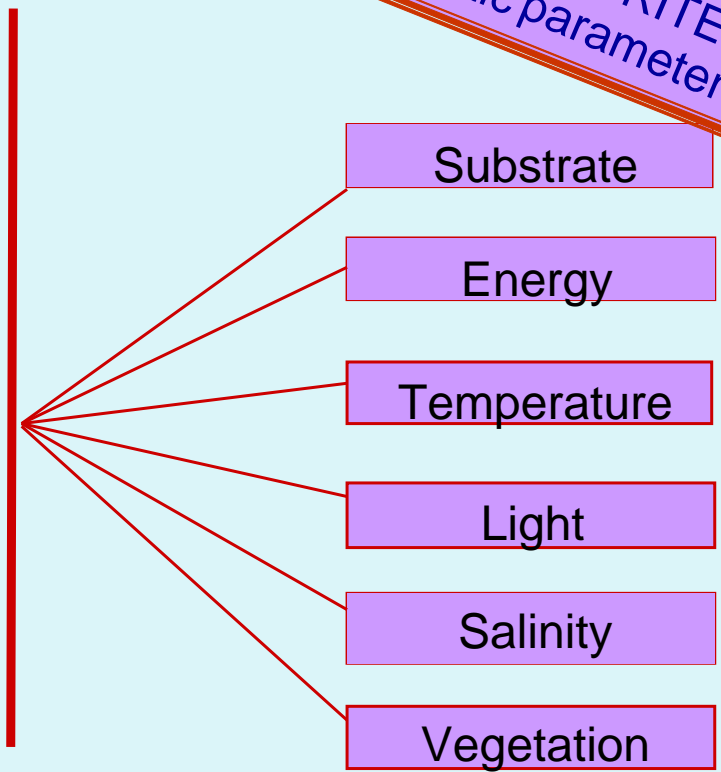 parameter
Substrate
Energy
Temperature
Light
Salinity
Vegetation